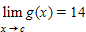 lim g(x) = 14
x→c